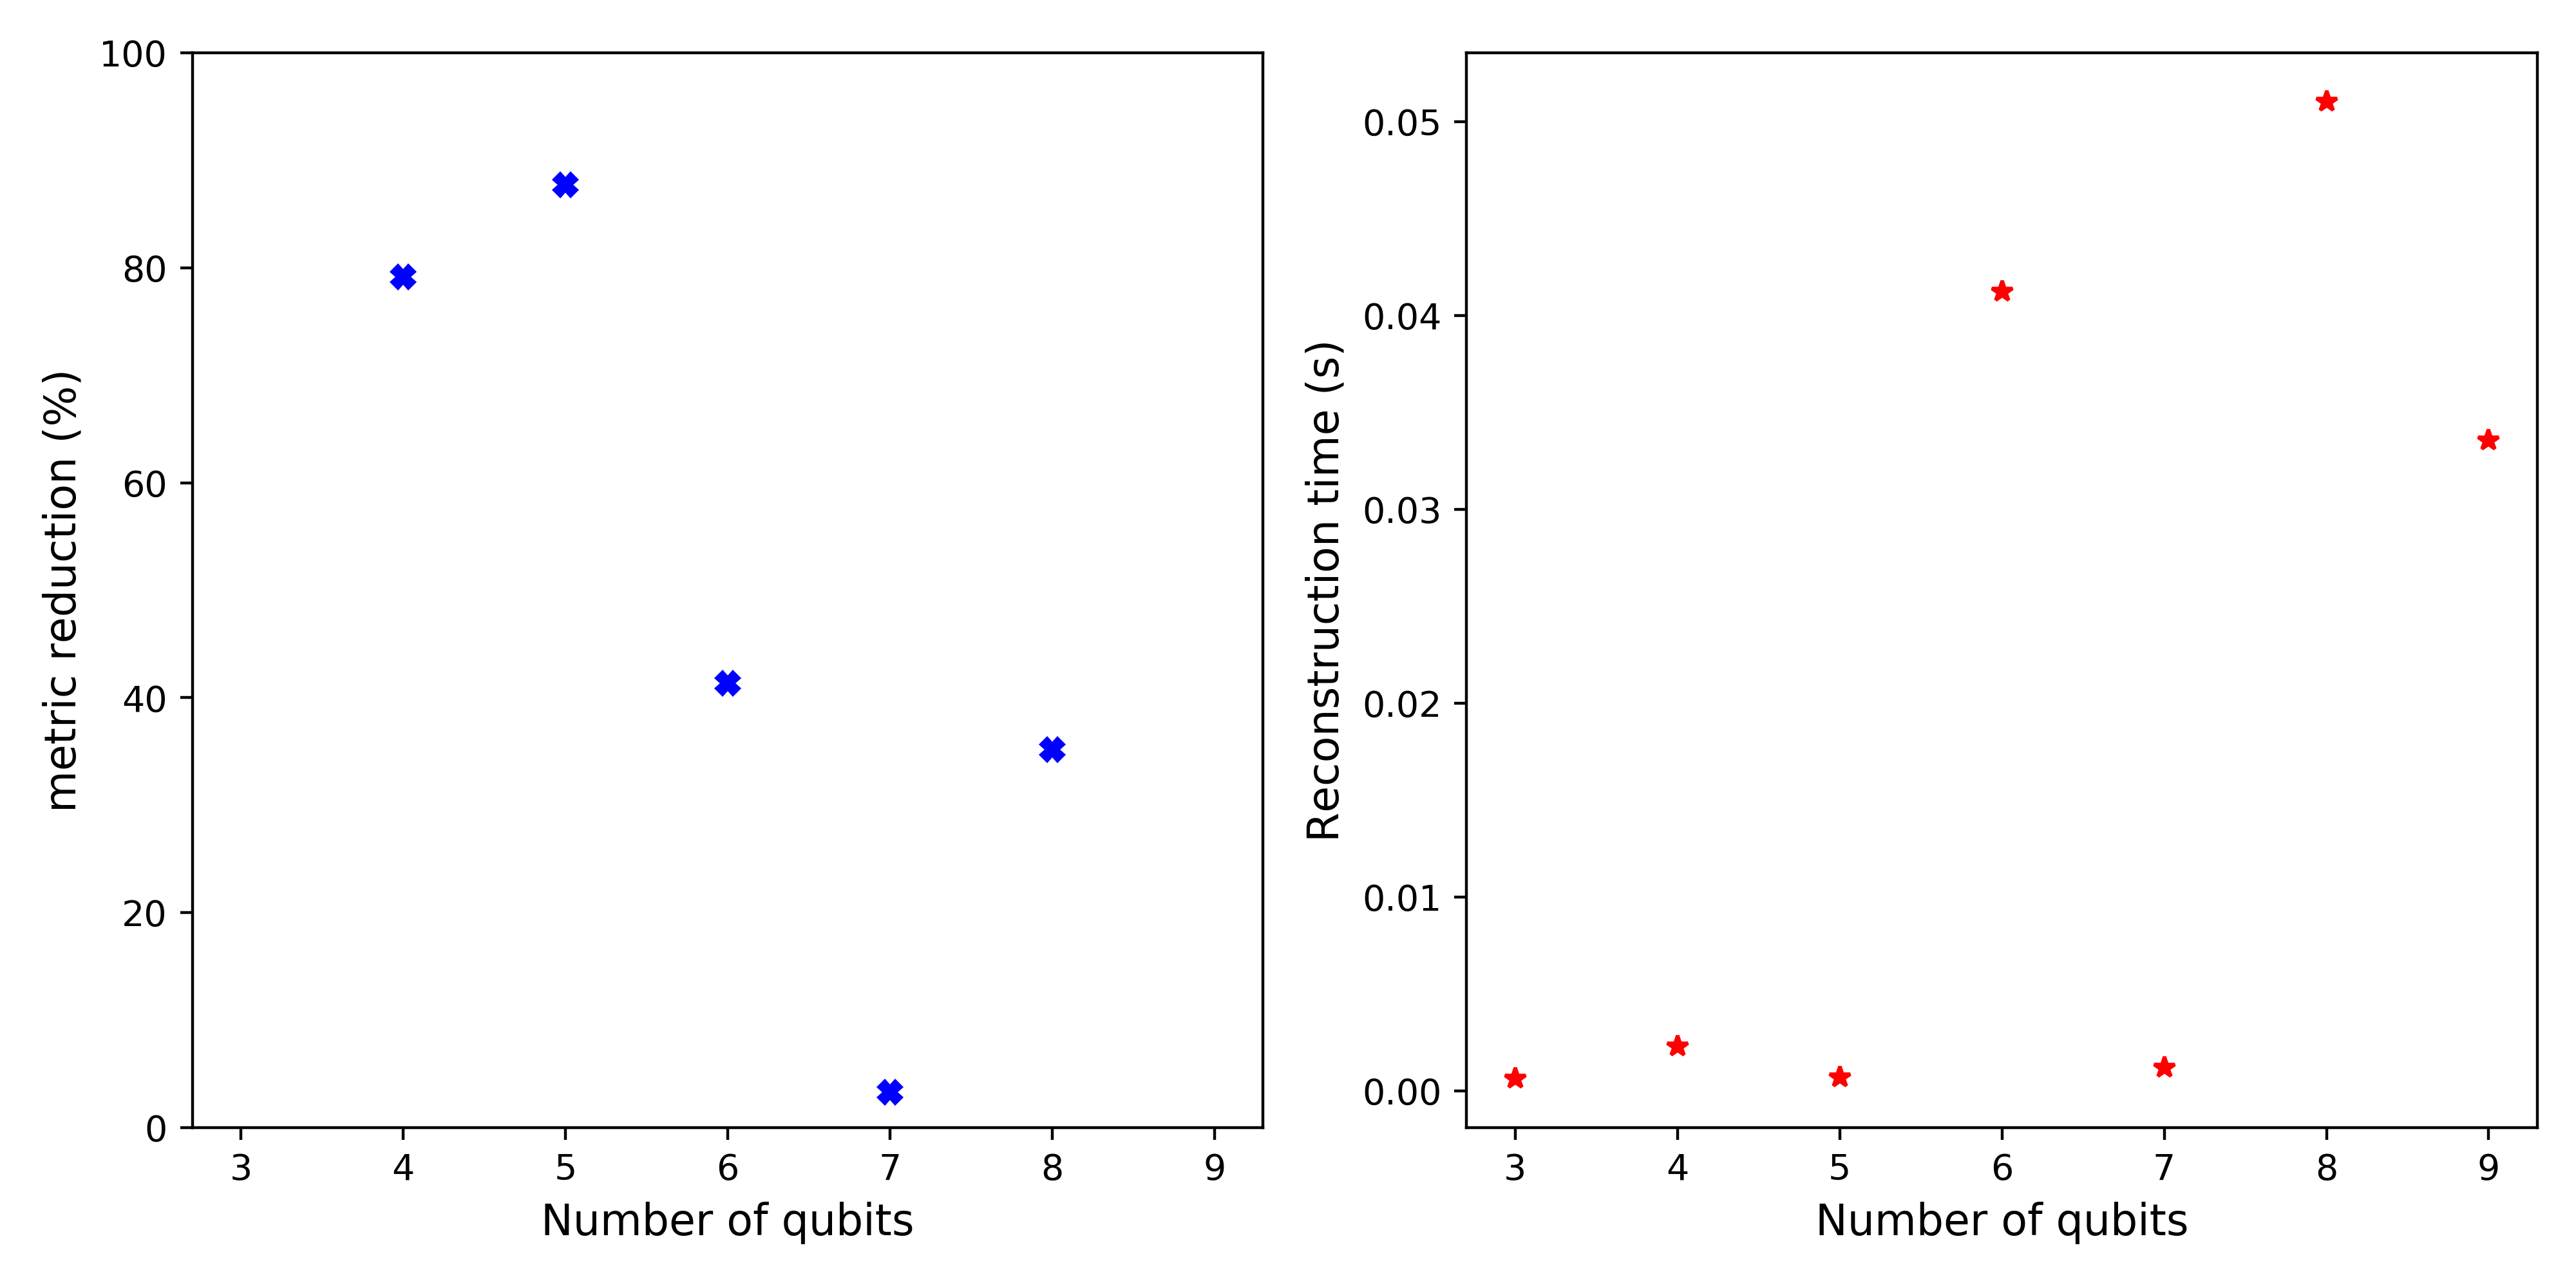 metric reduction (%)
100
80
60
40
20
0
3 4 5 6 7 8 9
Number of qubits
Reconstruction time (s)
0.05
0.04
0.03
0.02
0.01
0.00
3 4 5 6 7 8 9
Number of qubits